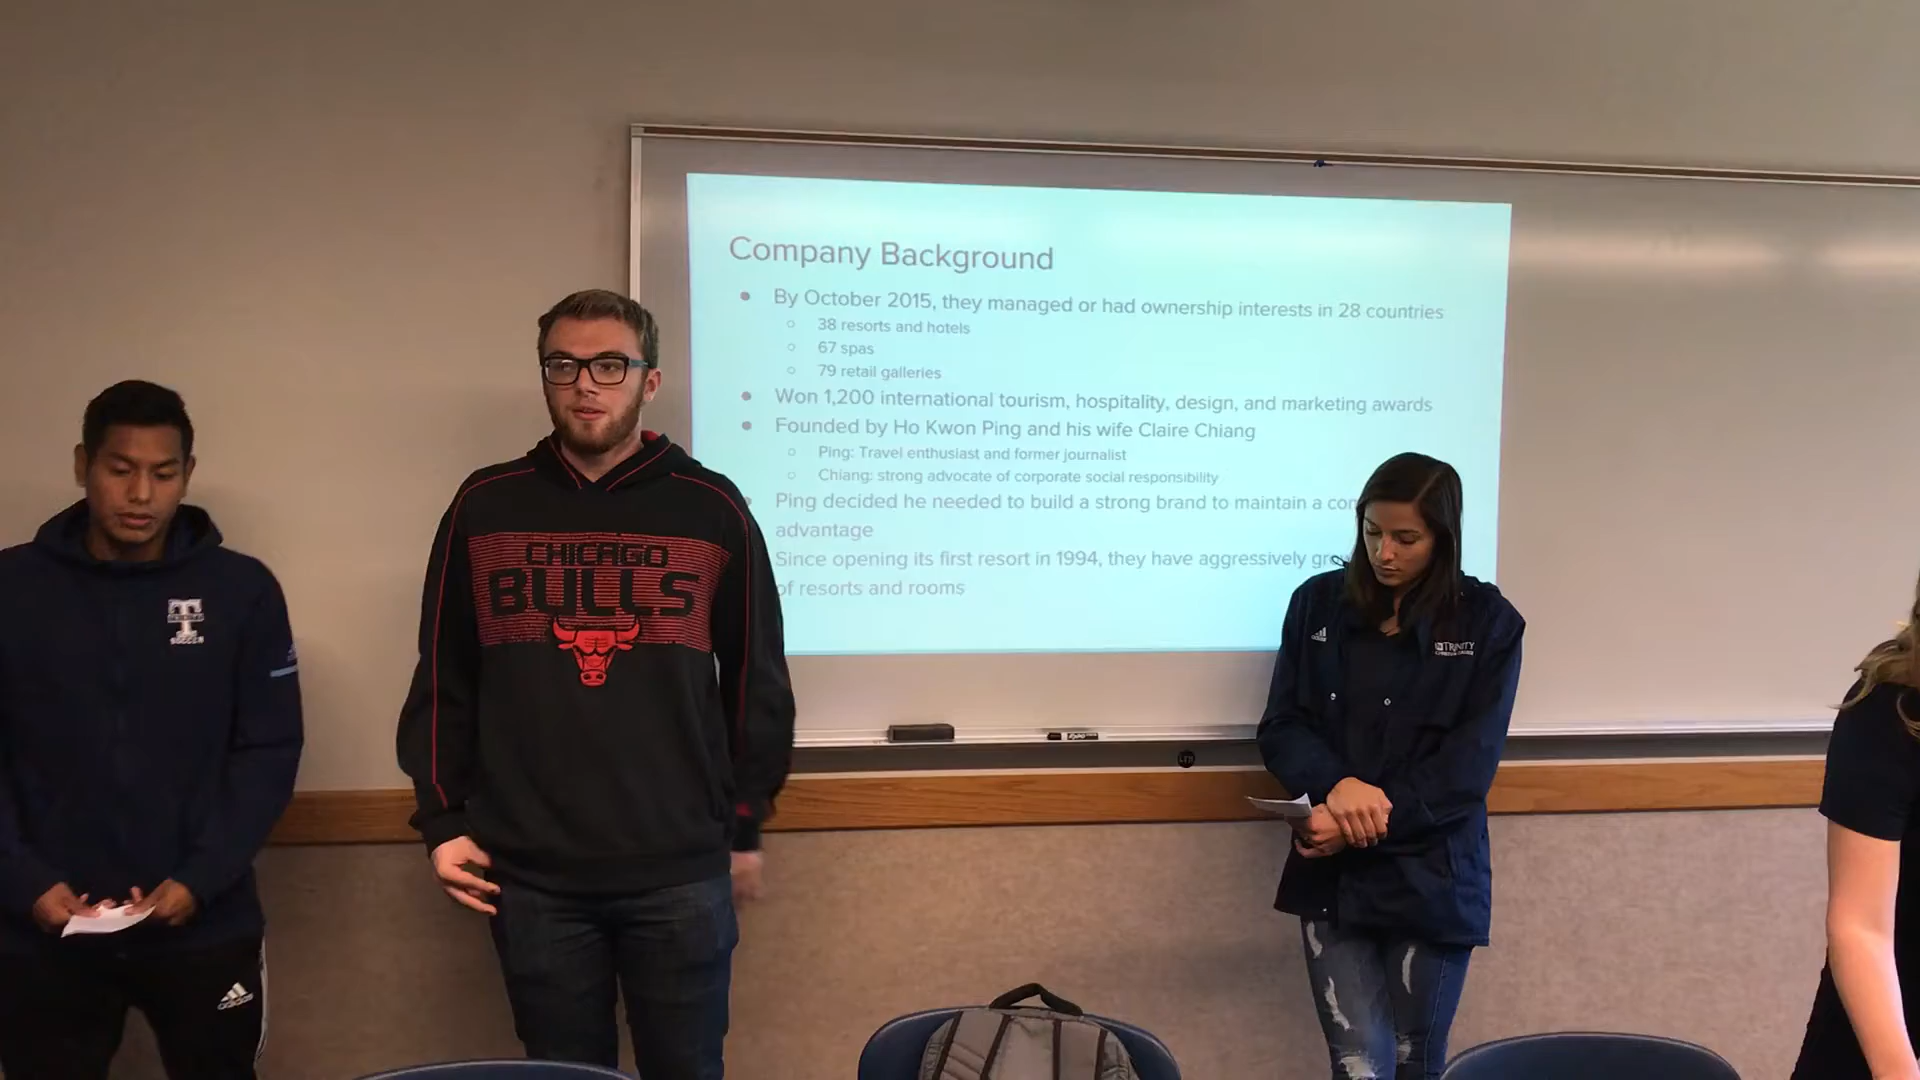 Company Background
By October 2015, they managed or had ownership interests in 28 countries
38 resorts and hotels
67 spas
79 retail galleries
Won 1,200 international tourism, hospitality, design, and marketing awards
Founded by Ho Kwon Ping and his wife Claire Chiang
Ping: Travel enthusiast and former journalist
Chiang: strong advocate of corporate social responsibility
Ping decided he needed to build a strong brand to maintain a
advantage
Since opening its first resort in 1994, they have aggressively
of resorts and rooms
CHICAGO
BULLS
T
SOCCER
adidas
TRINITY